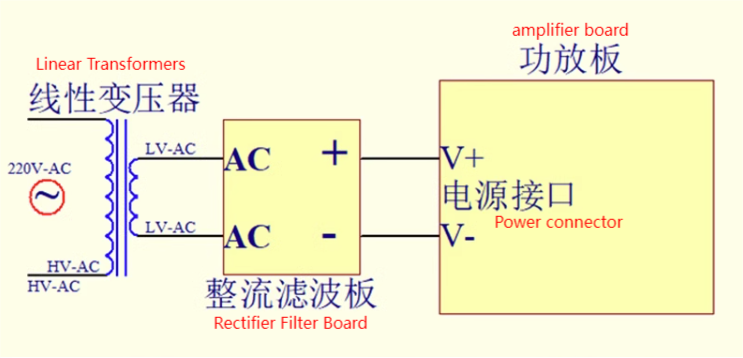 amplifier board
功放板
Linear Transformers
线性变压器
220V-AC
~
LV-AC
AC
+
V+
电源接口
Power connector
LV-AC
AC
-
V-
HV-AC
HV-AC
整流滤波板
Rectifier Filter Board